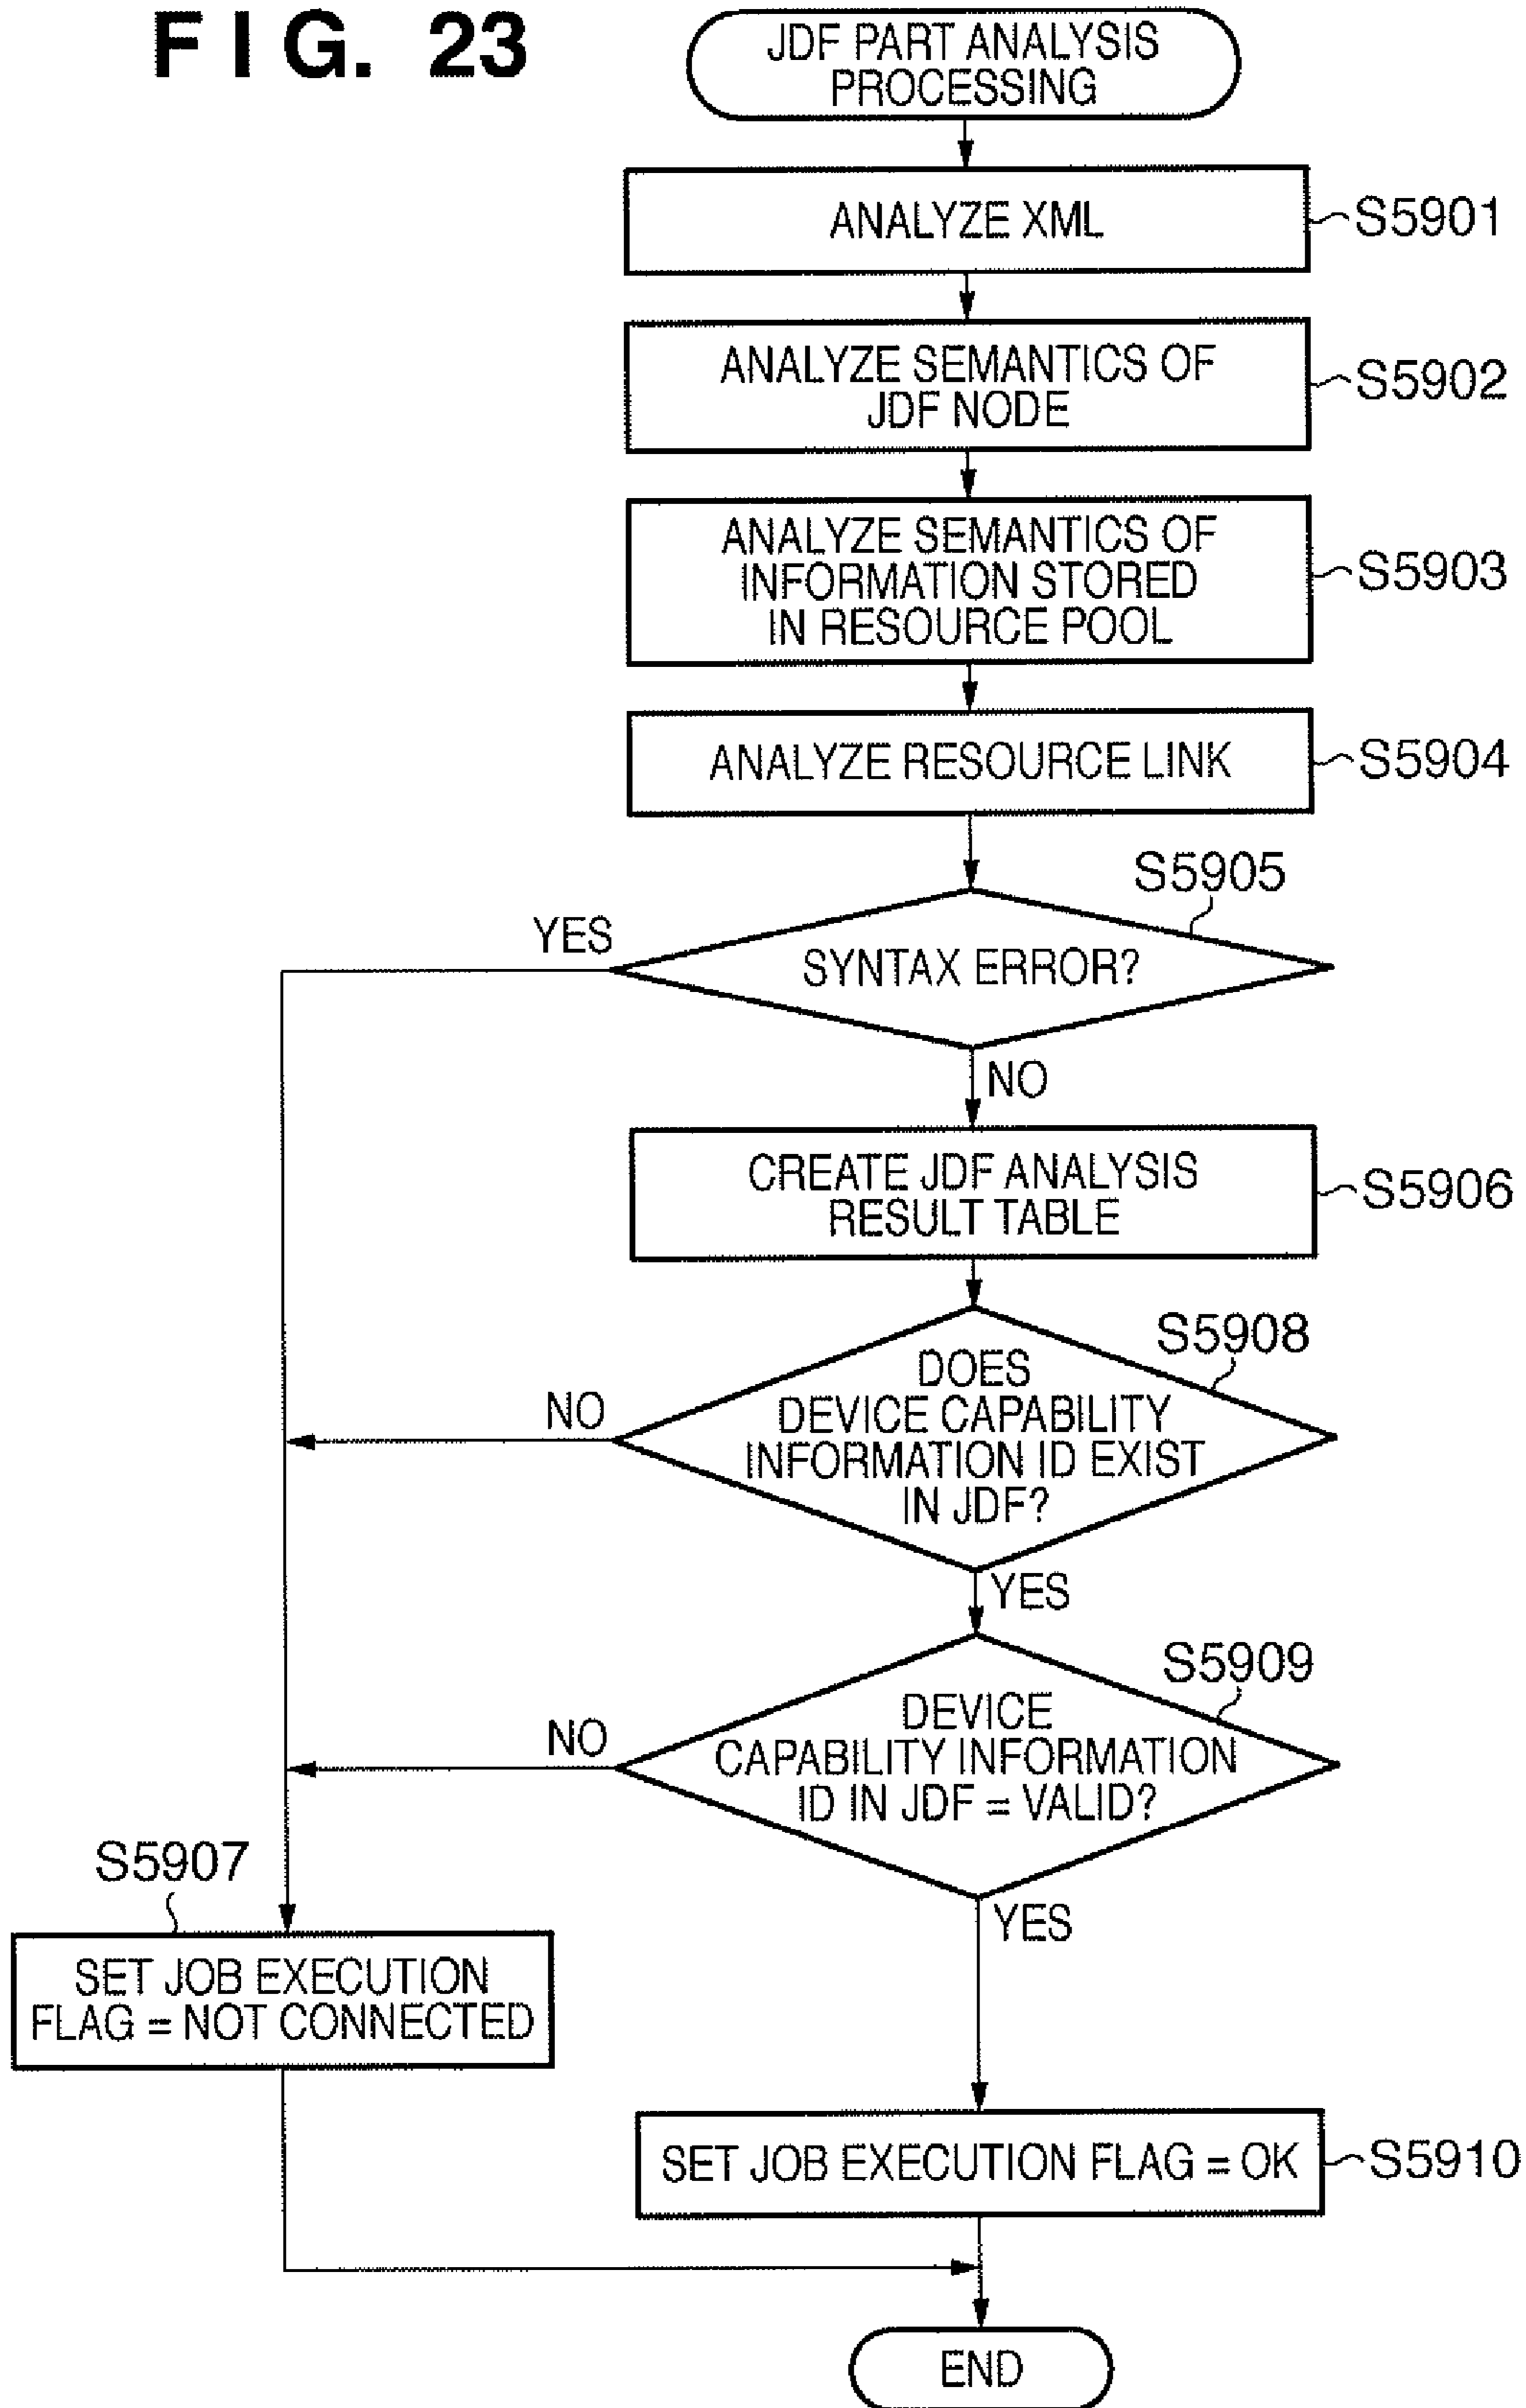 FIG. 23
JDF PART ANALYSIS
PROCESSING
ANALYZE XML
S5901
ANALYZE SEMANTICS OF
JDF NODE
S5902
ANALYZE SEMANTICS OF
INFORMATION STORED
IN RESOURCE POOL
S5903
ANALYZE RESOURCE LINK
S5904
S5905
YES
SYNTAX ERROR?
NO
CREATE JDF ANALYSIS
RESULT TABLE
S5906
S5908
NO
DOES
DEVICE CAPABILITY
INFORMATION ID EXIST
IN JDF?
YES
S5909
NO
DEVICE
CAPABILITY INFORMATION
ID IN JDF = VALID?
YES
S5907
SET JOB EXECUTION
FLAG = NOT CONNECTED
SET JOB EXECUTION FLAG = OK
S5910
END